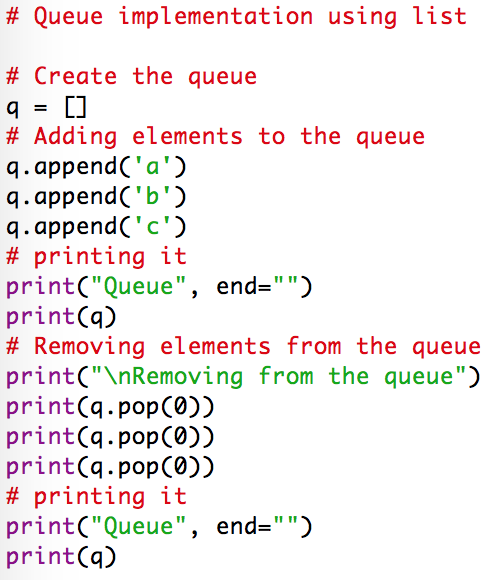 # Queue implementation using list
# Create the queue
q = []
# Adding elements to the queue
q.append('a')
q.append('b')
q.append('c')
# printing it
print("Queue", end="")
print(q)
# Removing elements from the queue
print("\nRemoving from the queue")
print(q.pop(0))
print(q.pop(0))
print(q.pop(0))
# printing it
print("Queue", end="")
print(q)